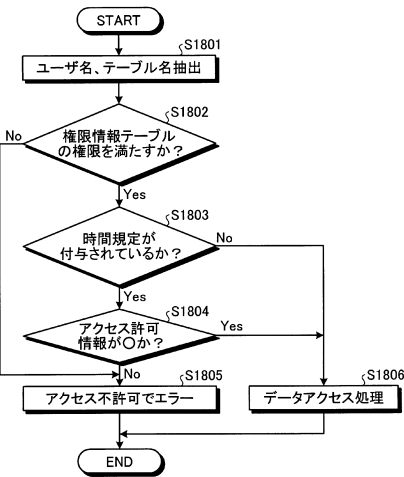 START
S1801
ユーザ名、テーブル名抽出
S1802
No
権限情報テーブル
の権限を満たすか？
Yes
S1803
時間規定が
付与されているか？
No
Yes
S1804
アクセス許可
情報が○か？
Yes
No
S1805
アクセス不許可でエラー
S1806
データアクセス処理
END